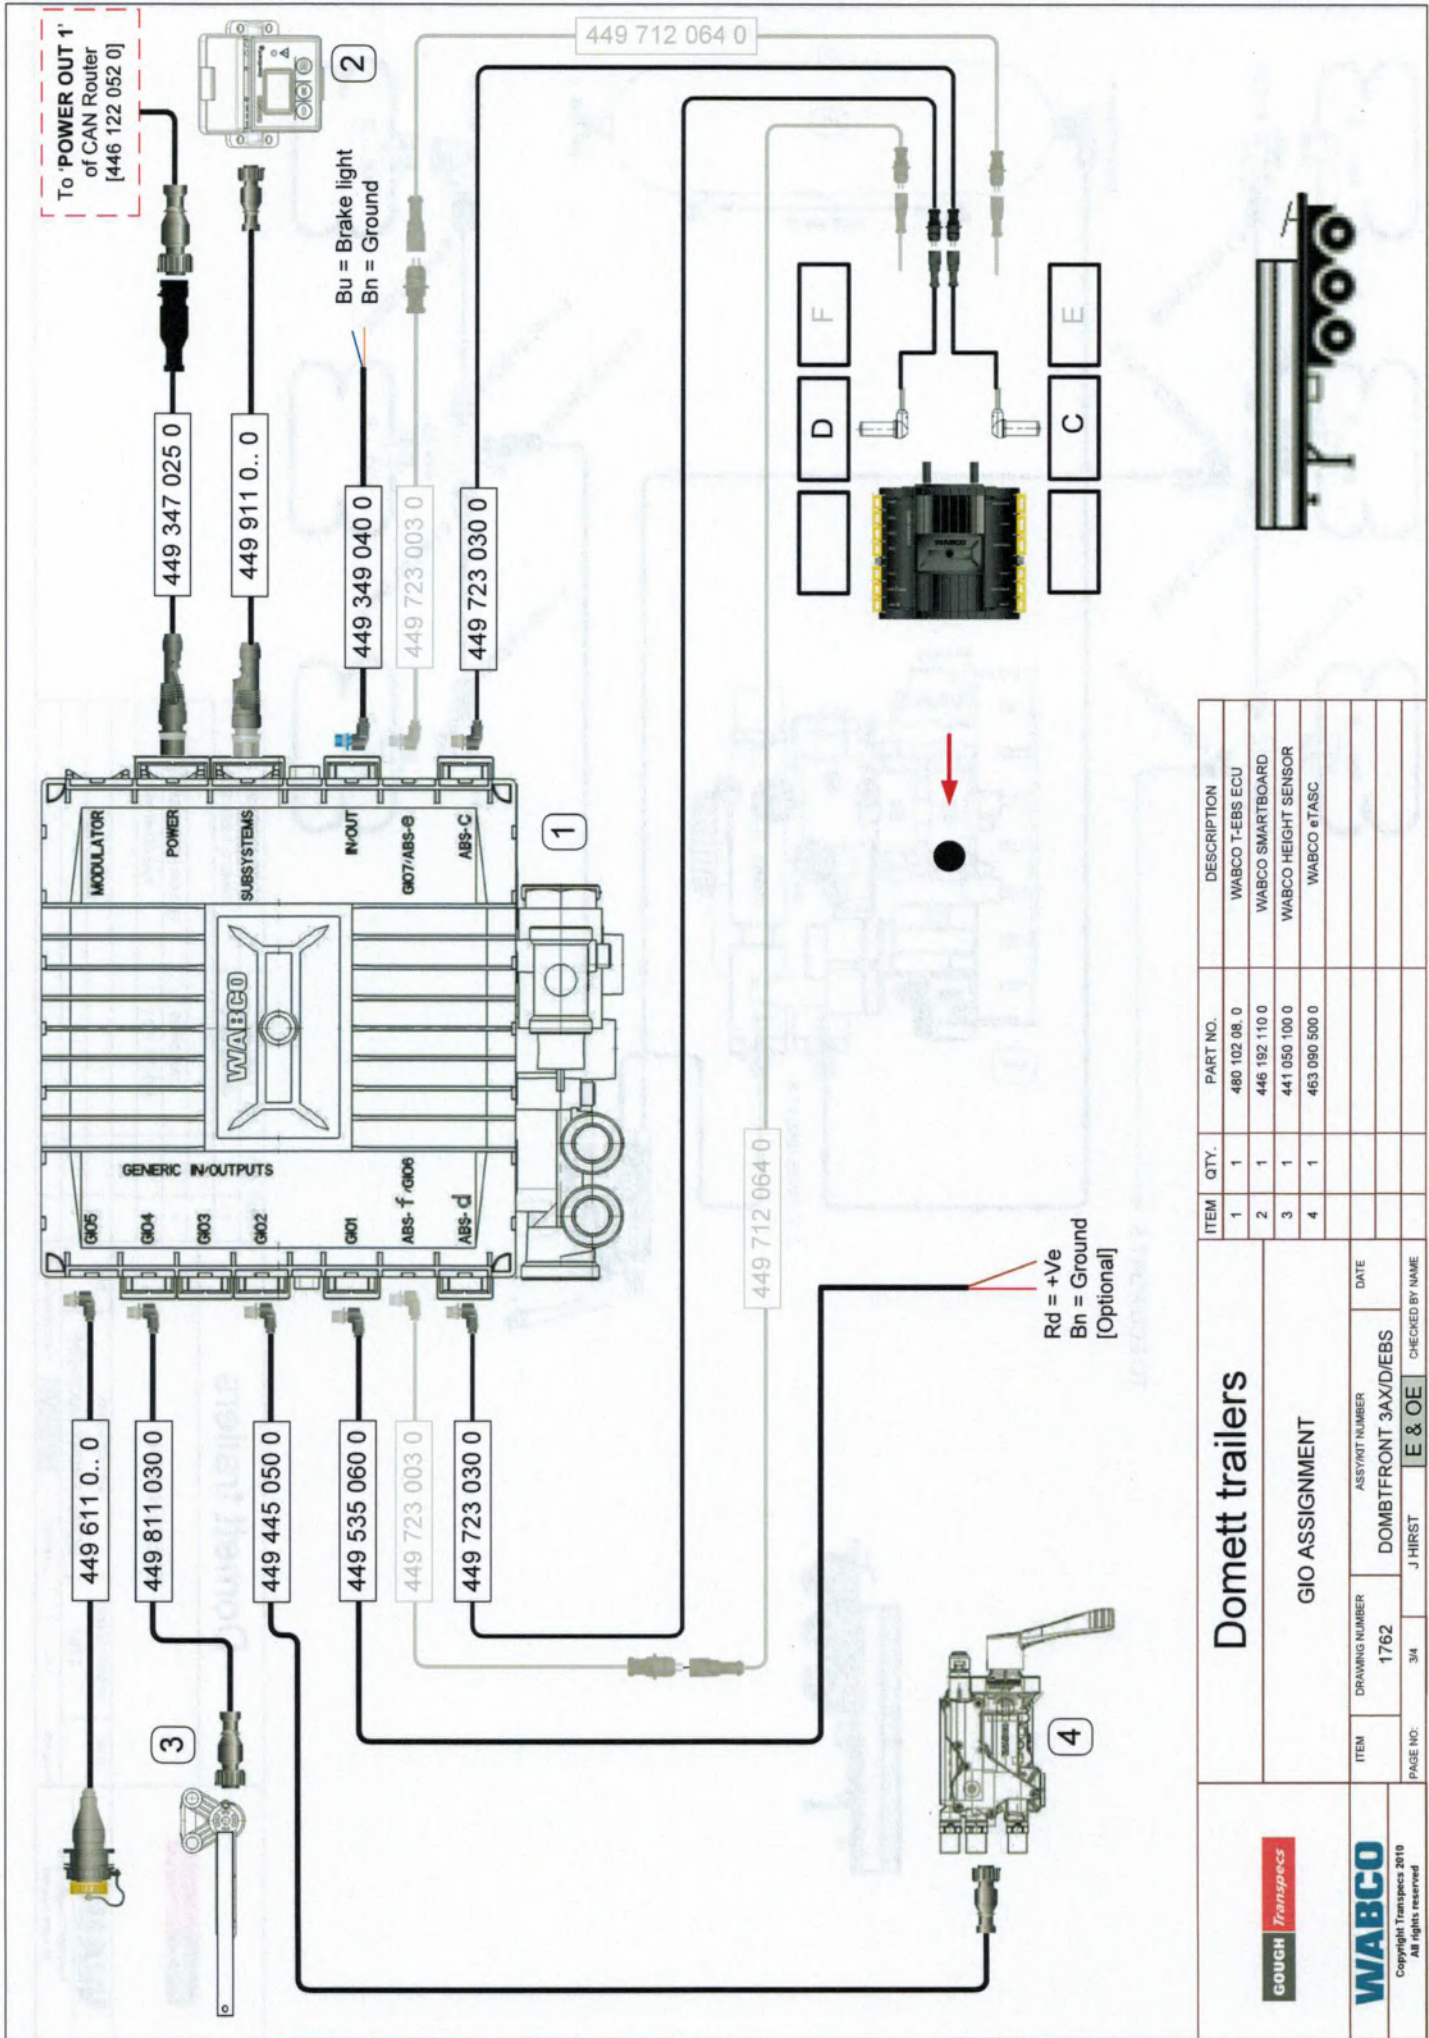 To 'POWER OUT 1'
of CAN Router
[446 122 052 0]
2
449 712 064 0
449 347 025 0
449 911 0.. 0
Bu = Brake light
Bn = Ground
449 349 040 0
449 723 003 0
449 723 030 0
MODULATOR
POWER
SUBSYSTEMS
IN/OUT
GIO7/ABS-e
ABS-c
1
WABCO
GENERIC IN/OUTPUTS
GIO5
GIO4
GIO3
GIO2
GIO1
ABS-f/GIO6
ABS-d
449 611 0.. 0
449 811 030 0
449 445 050 0
449 535 060 0
449 723 003 0
449 723 030 0
3
449 712 064 0
F
D
E
C
WABCO
Rd = +Ve
Bn = Ground
[Optional]
4
ITEM QTY. PART NO. DESCRIPTION
1 1 480 102 08. 0 WABCO T-EBS ECU
2 1 446 192 110 0 WABCO SMARTBOARD
3 1 441 050 100 0 WABCO HEIGHT SENSOR
4 1 463 090 500 0 WABCO eTASC
Domett trailers
GIO ASSIGNMENT
ITEM DRAWING NUMBER ASSY/KIT NUMBER DATE
1762 DOMBTFRONT 3AX/D/EBS
PAGE NO: 3/4 J HIRST E & OE CHECKED BY NAME
GOUGH Transpecs
WABCO
Copyright Transpecs 2010
All rights reserved